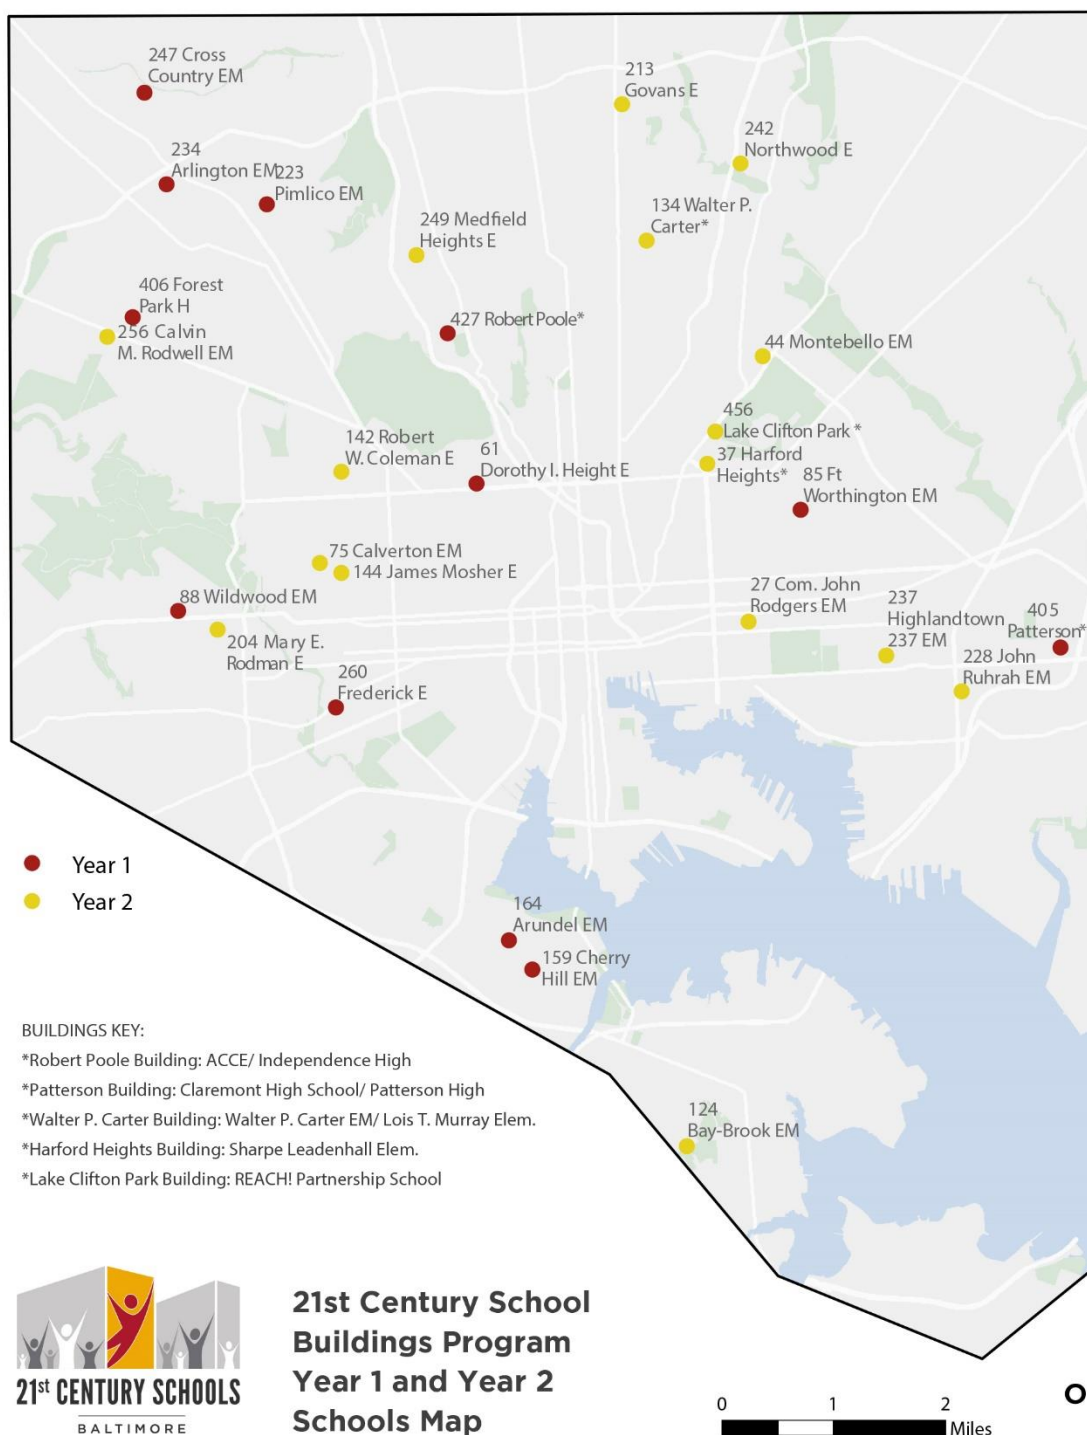 247 Cross
Country EM
213
Govans E
242
Northwood E
234
Arlington EM
223
Pimlico EM
134 Walter P.
Carter*
249 Medfield
Heights E
406 Forest
Park H
256 Calvin
M. Rodwell EM
427 Robert Poole*
44 Montebello EM
456
Lake Clifton Park *
142 Robert
W. Coleman E
61
Dorothy I. Height E
37 Harford
Heights*
85 Ft
Worthington EM
75 Calverton EM
144 James Mosher E
88 Wildwood EM
27 Com. John
Rodgers EM
237
Highlandtown
237 EM
405
Patterson*
204 Mary E.
Rodman E
228 John
Ruhrah EM
260
Frederick E
Year 1
Year 2
164
Arundel EM
159 Cherry
Hill EM
BUILDINGS KEY:
*Robert Poole Building: ACCE/ Independence High
*Patterson Building: Claremont High School/ Patterson High
*Walter P. Carter Building: Walter P. Carter EM/ Lois T. Murray Elem.
*Harford Heights Building: Sharpe Leadenhall Elem.
*Lake Clifton Park Building: REACH! Partnership School
124
Bay-Brook EM
21st CENTURY SCHOOLS
BALTIMORE
21st Century School
Buildings Program
Year 1 and Year 2
Schools Map
0 1 2
Miles